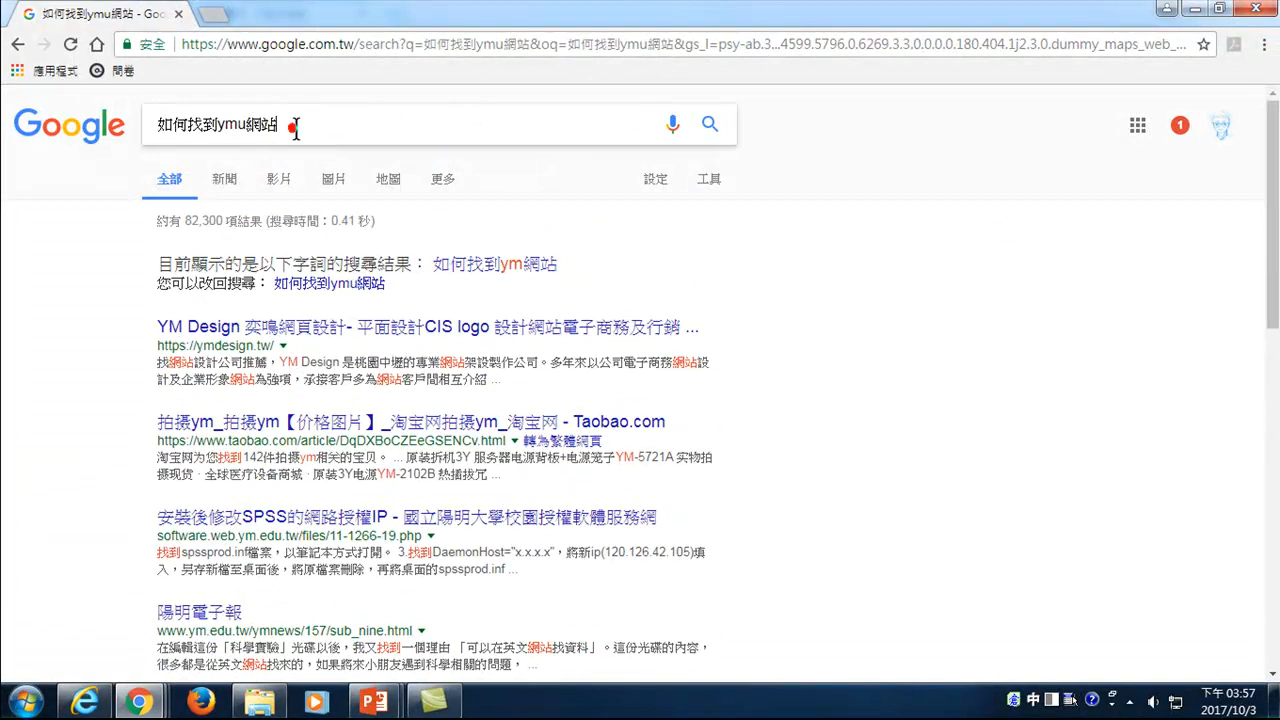 如何找到ymu網站 - Goo
安全 https://www.google.com.tw/search?q=如何找到ymu網站&oq=如何找到ymu網站&gs_l=psy-ab.3...4599.5796.0.6269.3.3.0.0.0.0.180.404.1j2.3.0.dummy_maps_web_...
應用程式 問卷
Google 如何找到ymu網站 1
全部 新聞 影片 圖片 地圖 更多 設定 工具
約有 82,300 項結果 (搜尋時間:0.41 秒)
目前顯示的是以下字詞的搜尋結果: 如何找到ym網站
您可以改回搜尋: 如何找到ymu網站
YM Design 奕鳴網頁設計- 平面設計CIS logo 設計網站電子商務及行銷 ...
https://ymdesign.tw/
找網站設計公司推薦,YM Design 是桃園中壢的專業網站架設製作公司。多年來以公司電子商務網站設
計及企業形象網站為強項,承接客戶多為網站客戶間相互介紹 ...
拍摄ym_拍摄ym【价格图片】_淘宝网拍摄ym_淘宝网 - Taobao.com
https://www.taobao.com/article/DqDXBoCZEeGSENCv.html 轉為繁體網頁
淘宝网为您找到142件拍摄ym相关的宝贝。 ... 原装拆机3Y 服务器电源背板+电源笼子YM-5721A 实物拍
摄现货 · 全球医疗设备商城 · 原装3Y电源YM-2102B 热插拔冗 ...
安裝後修改SPSS的網路授權IP - 國立陽明大學校園授權軟體服務網
software.web.ym.edu.tw/files/11-1266-19.php
找到spssprod.inf檔案,以筆記本方式打開。 3.找到DaemonHost="x.x.x.x",將新ip(120.126.42.105)填
入,另存新檔至桌面後,將原檔案刪除,再將桌面的spssprod.inf ...
陽明電子報
www.ym.edu.tw/ymnews/157/sub_nine.html
在編輯這份「科學實驗」光碟以後,我又找到一個理由 「可以在英文網站找資料」。這份光碟的內容,
很多都是從英文網站找來的,如果將來小朋友遇到科學相關的問題, ...
中 下午 03:57
2017/10/3